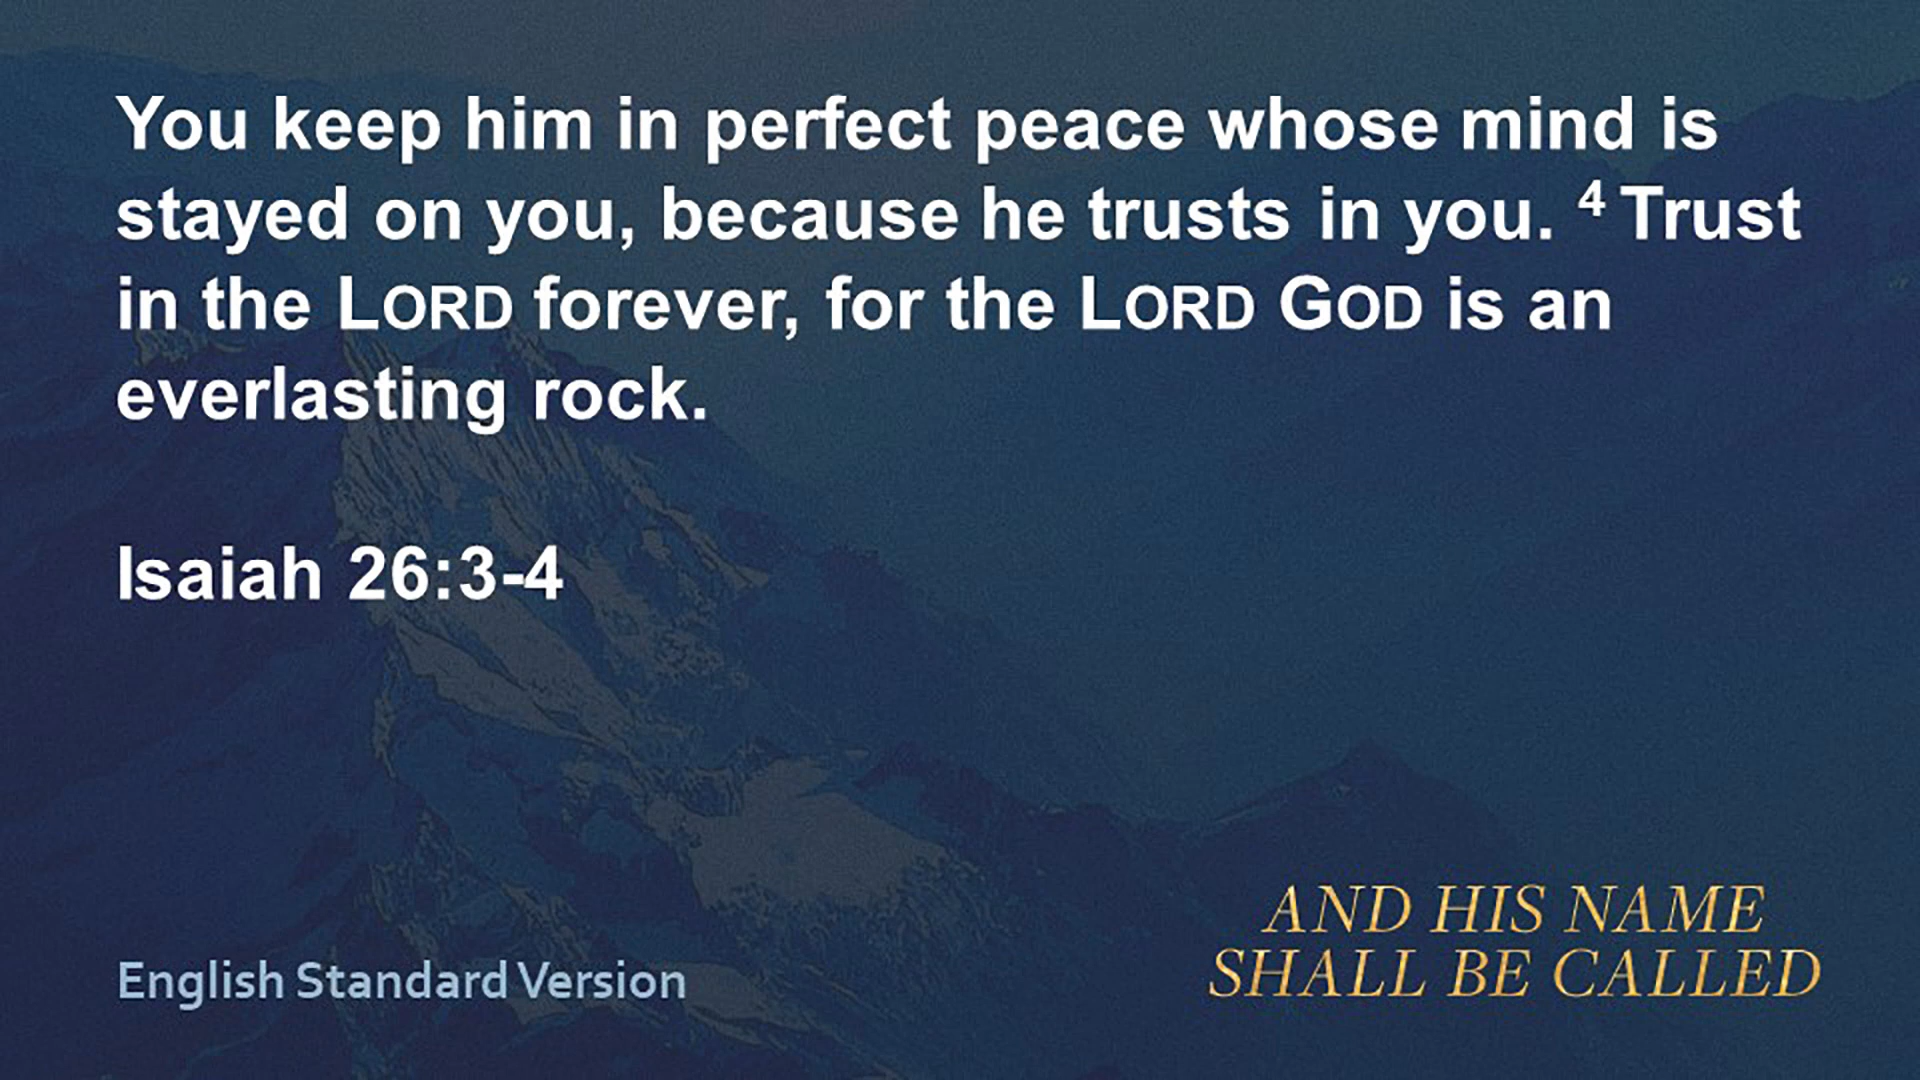 You keep him in perfect peace whose mind is
stayed on you, because he trusts in you. ⁴ Trust
in the LORD forever, for the LORD GOD is an
everlasting rock.
Isaiah 26:3-4
English Standard Version
AND HIS NAME
SHALL BE CALLED